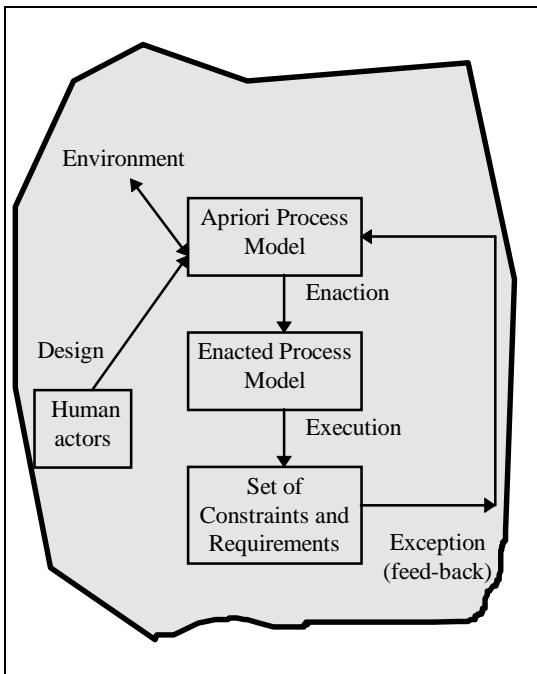 Environment
Apriori Process
Model
Enaction
Design
Enacted Process
Model
Human
actors
Execution
Set of
Constraints and
Requirements
Exception
(feed-back)